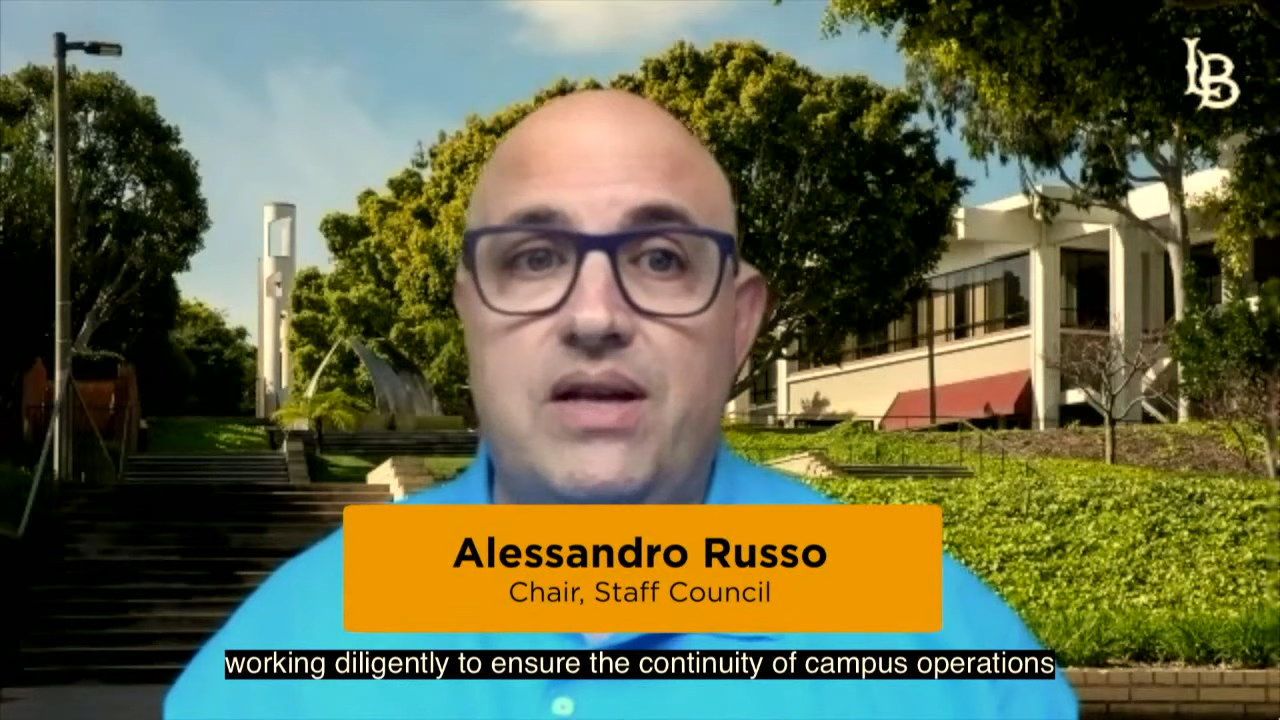 LB
Alessandro Russo
Chair, Staff Council
working diligently to ensure the continuity of campus operations